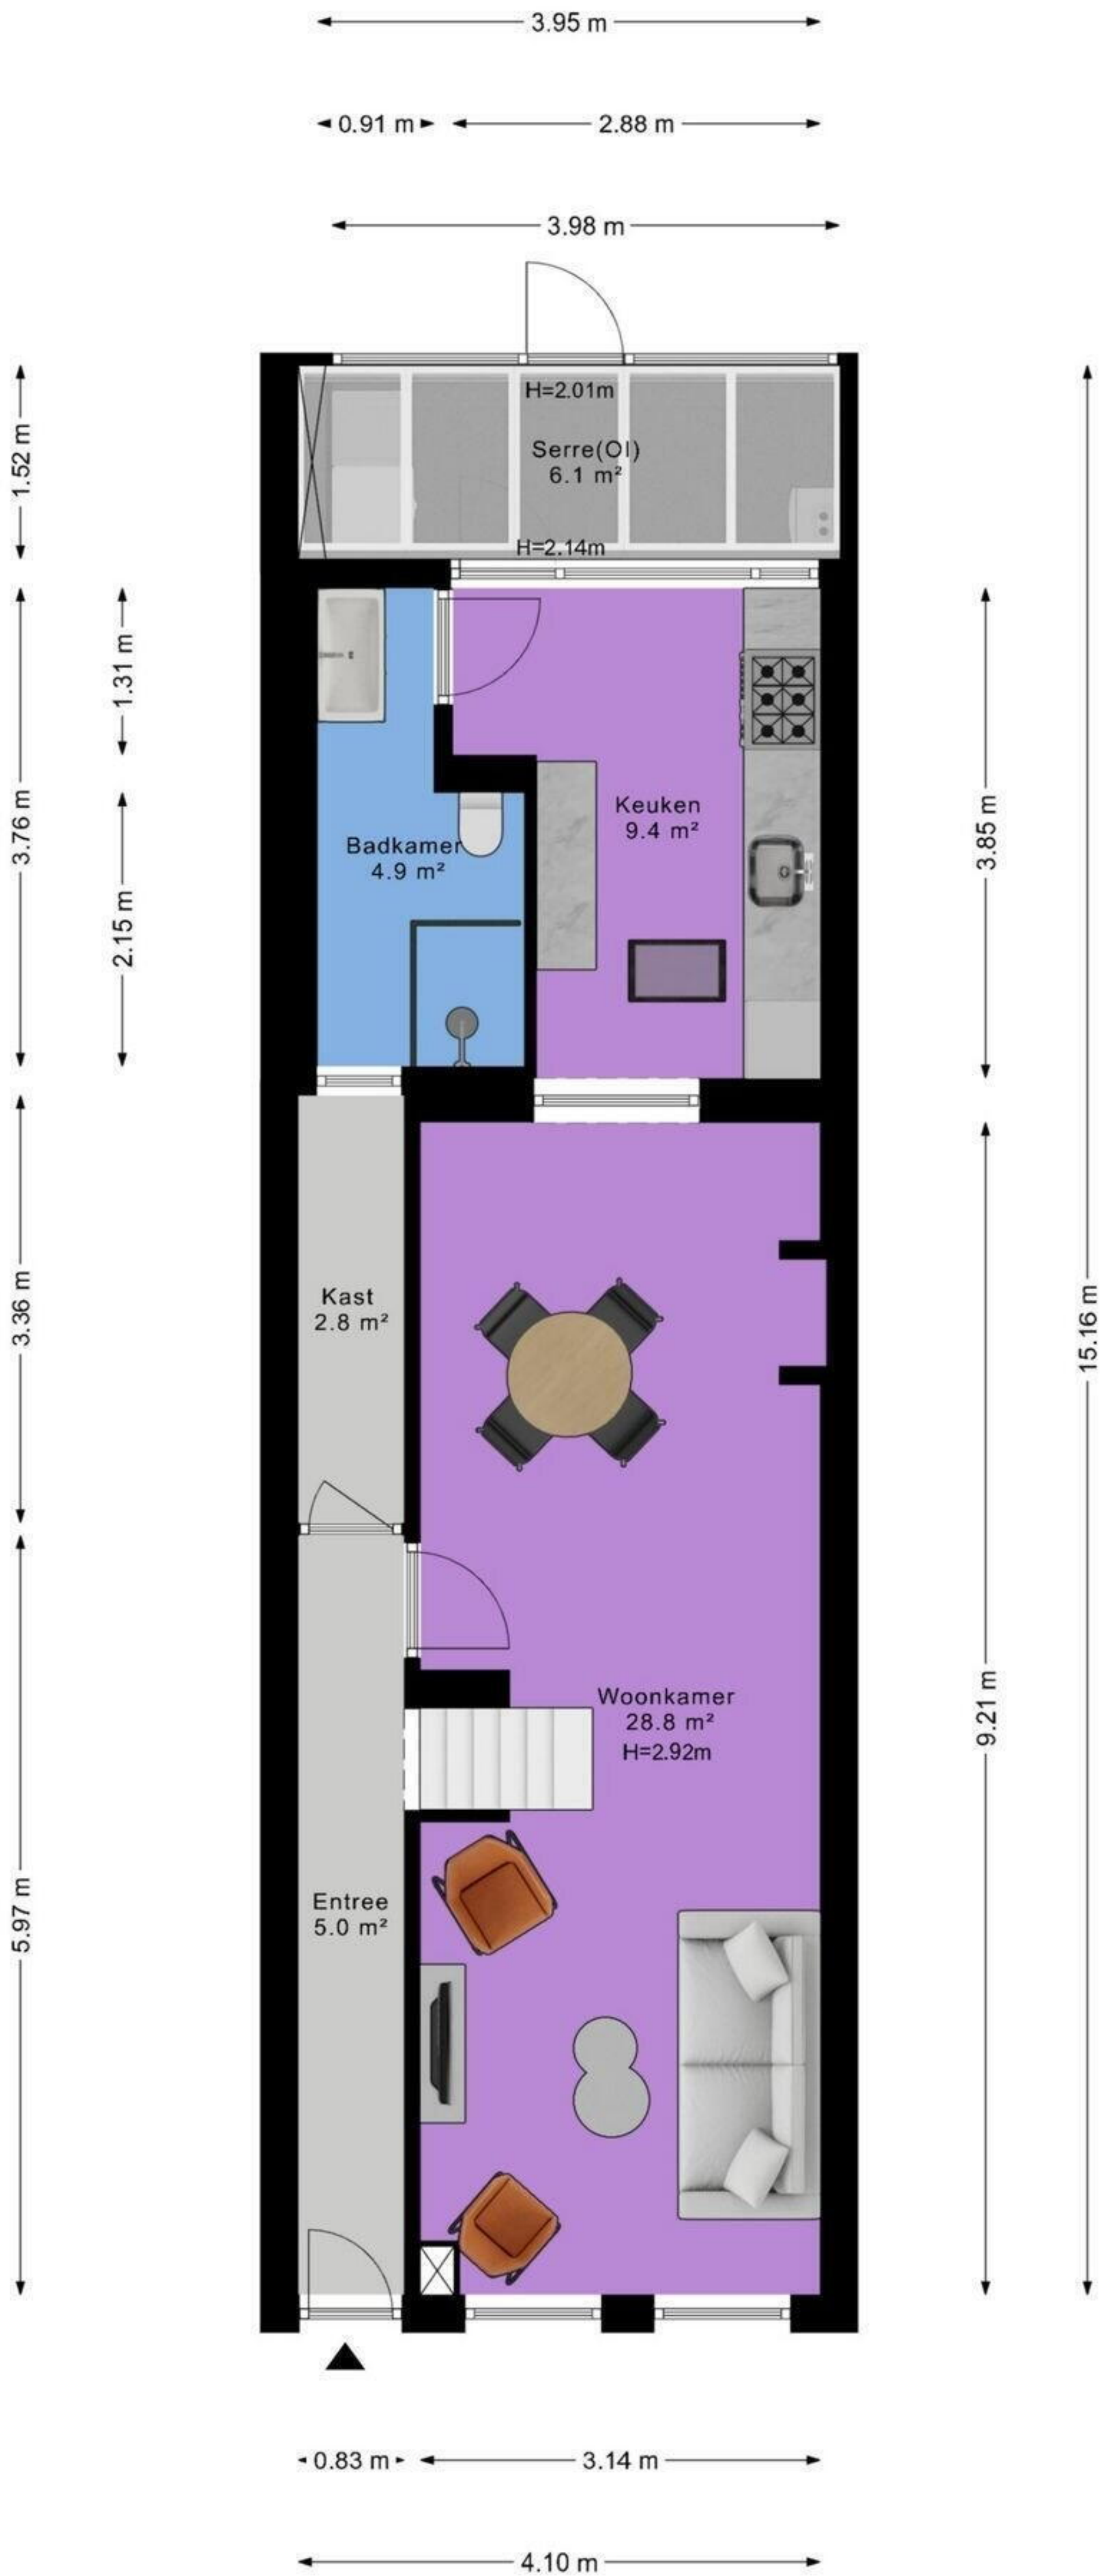 3.95 m
0.91 m
2.88 m
3.98 m
H=2.01m
Serre(OI)
6.1 m²
H=2.14m
1.52 m
1.31 m
3.76 m
2.15 m
Keuken
9.4 m²
Badkamer
4.9 m²
3.85 m
Kast
2.8 m²
3.36 m
15.16 m
Woonkamer
28.8 m²
H=2.92m
9.21 m
Entree
5.0 m²
5.97 m
0.83 m
3.14 m
4.10 m